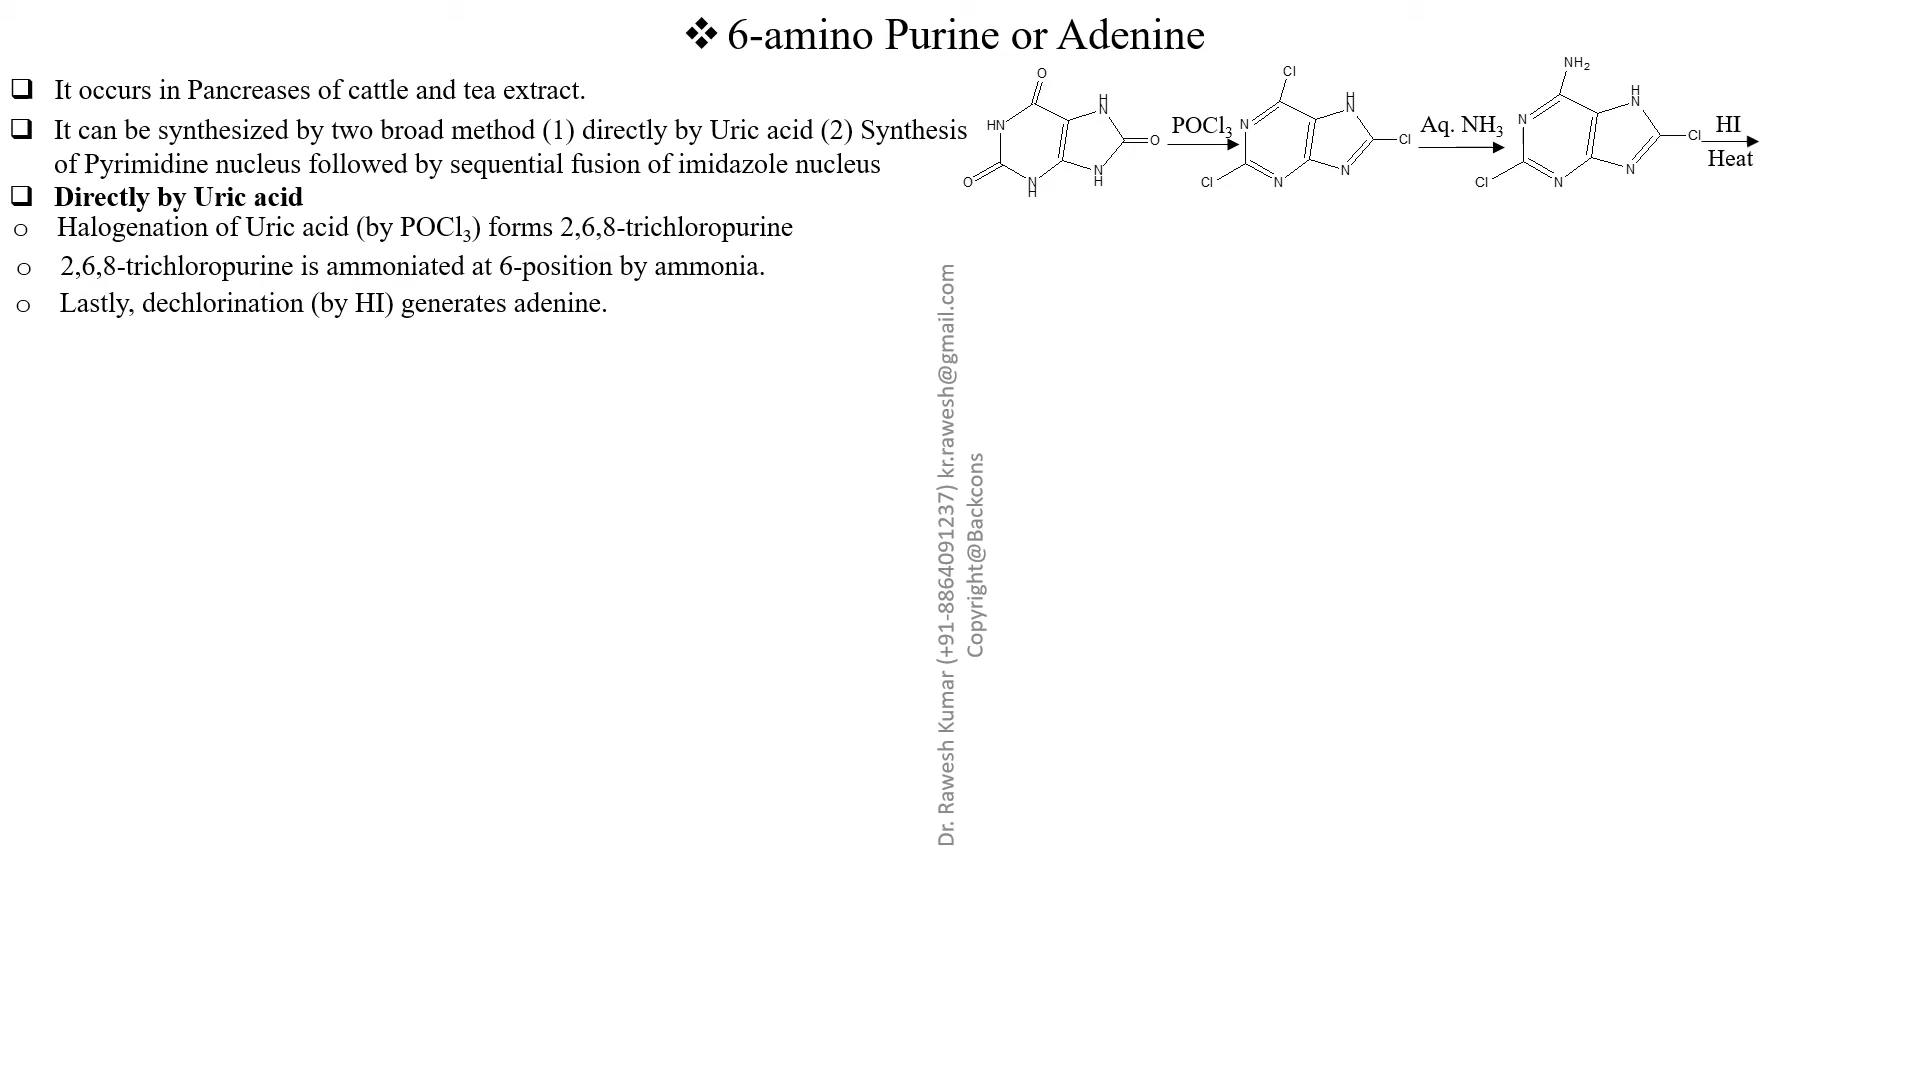 ❖ 6-amino Purine or Adenine
❑ It occurs in Pancreases of cattle and tea extract.
❑ It can be synthesized by two broad method (1) directly by Uric acid (2) Synthesis
of Pyrimidine nucleus followed by sequential fusion of imidazole nucleus
❑ Directly by Uric acid
o Halogenation of Uric acid (by POCl₃) forms 2,6,8-trichloropurine
o 2,6,8-trichloropurine is ammoniated at 6-position by ammonia.
o Lastly, dechlorination (by HI) generates adenine.
O
HN
O
N
H
H
N
N
H
O
POCl₃
Cl
N
Cl
N
H
N
N
Cl
Aq. NH₃
NH₂
N
Cl
N
H
N
N
Cl
HI
Heat
Dr. Rawesh Kumar (+91-8864091237) kr.rawesh@gmail.com
Copyright@Backcons